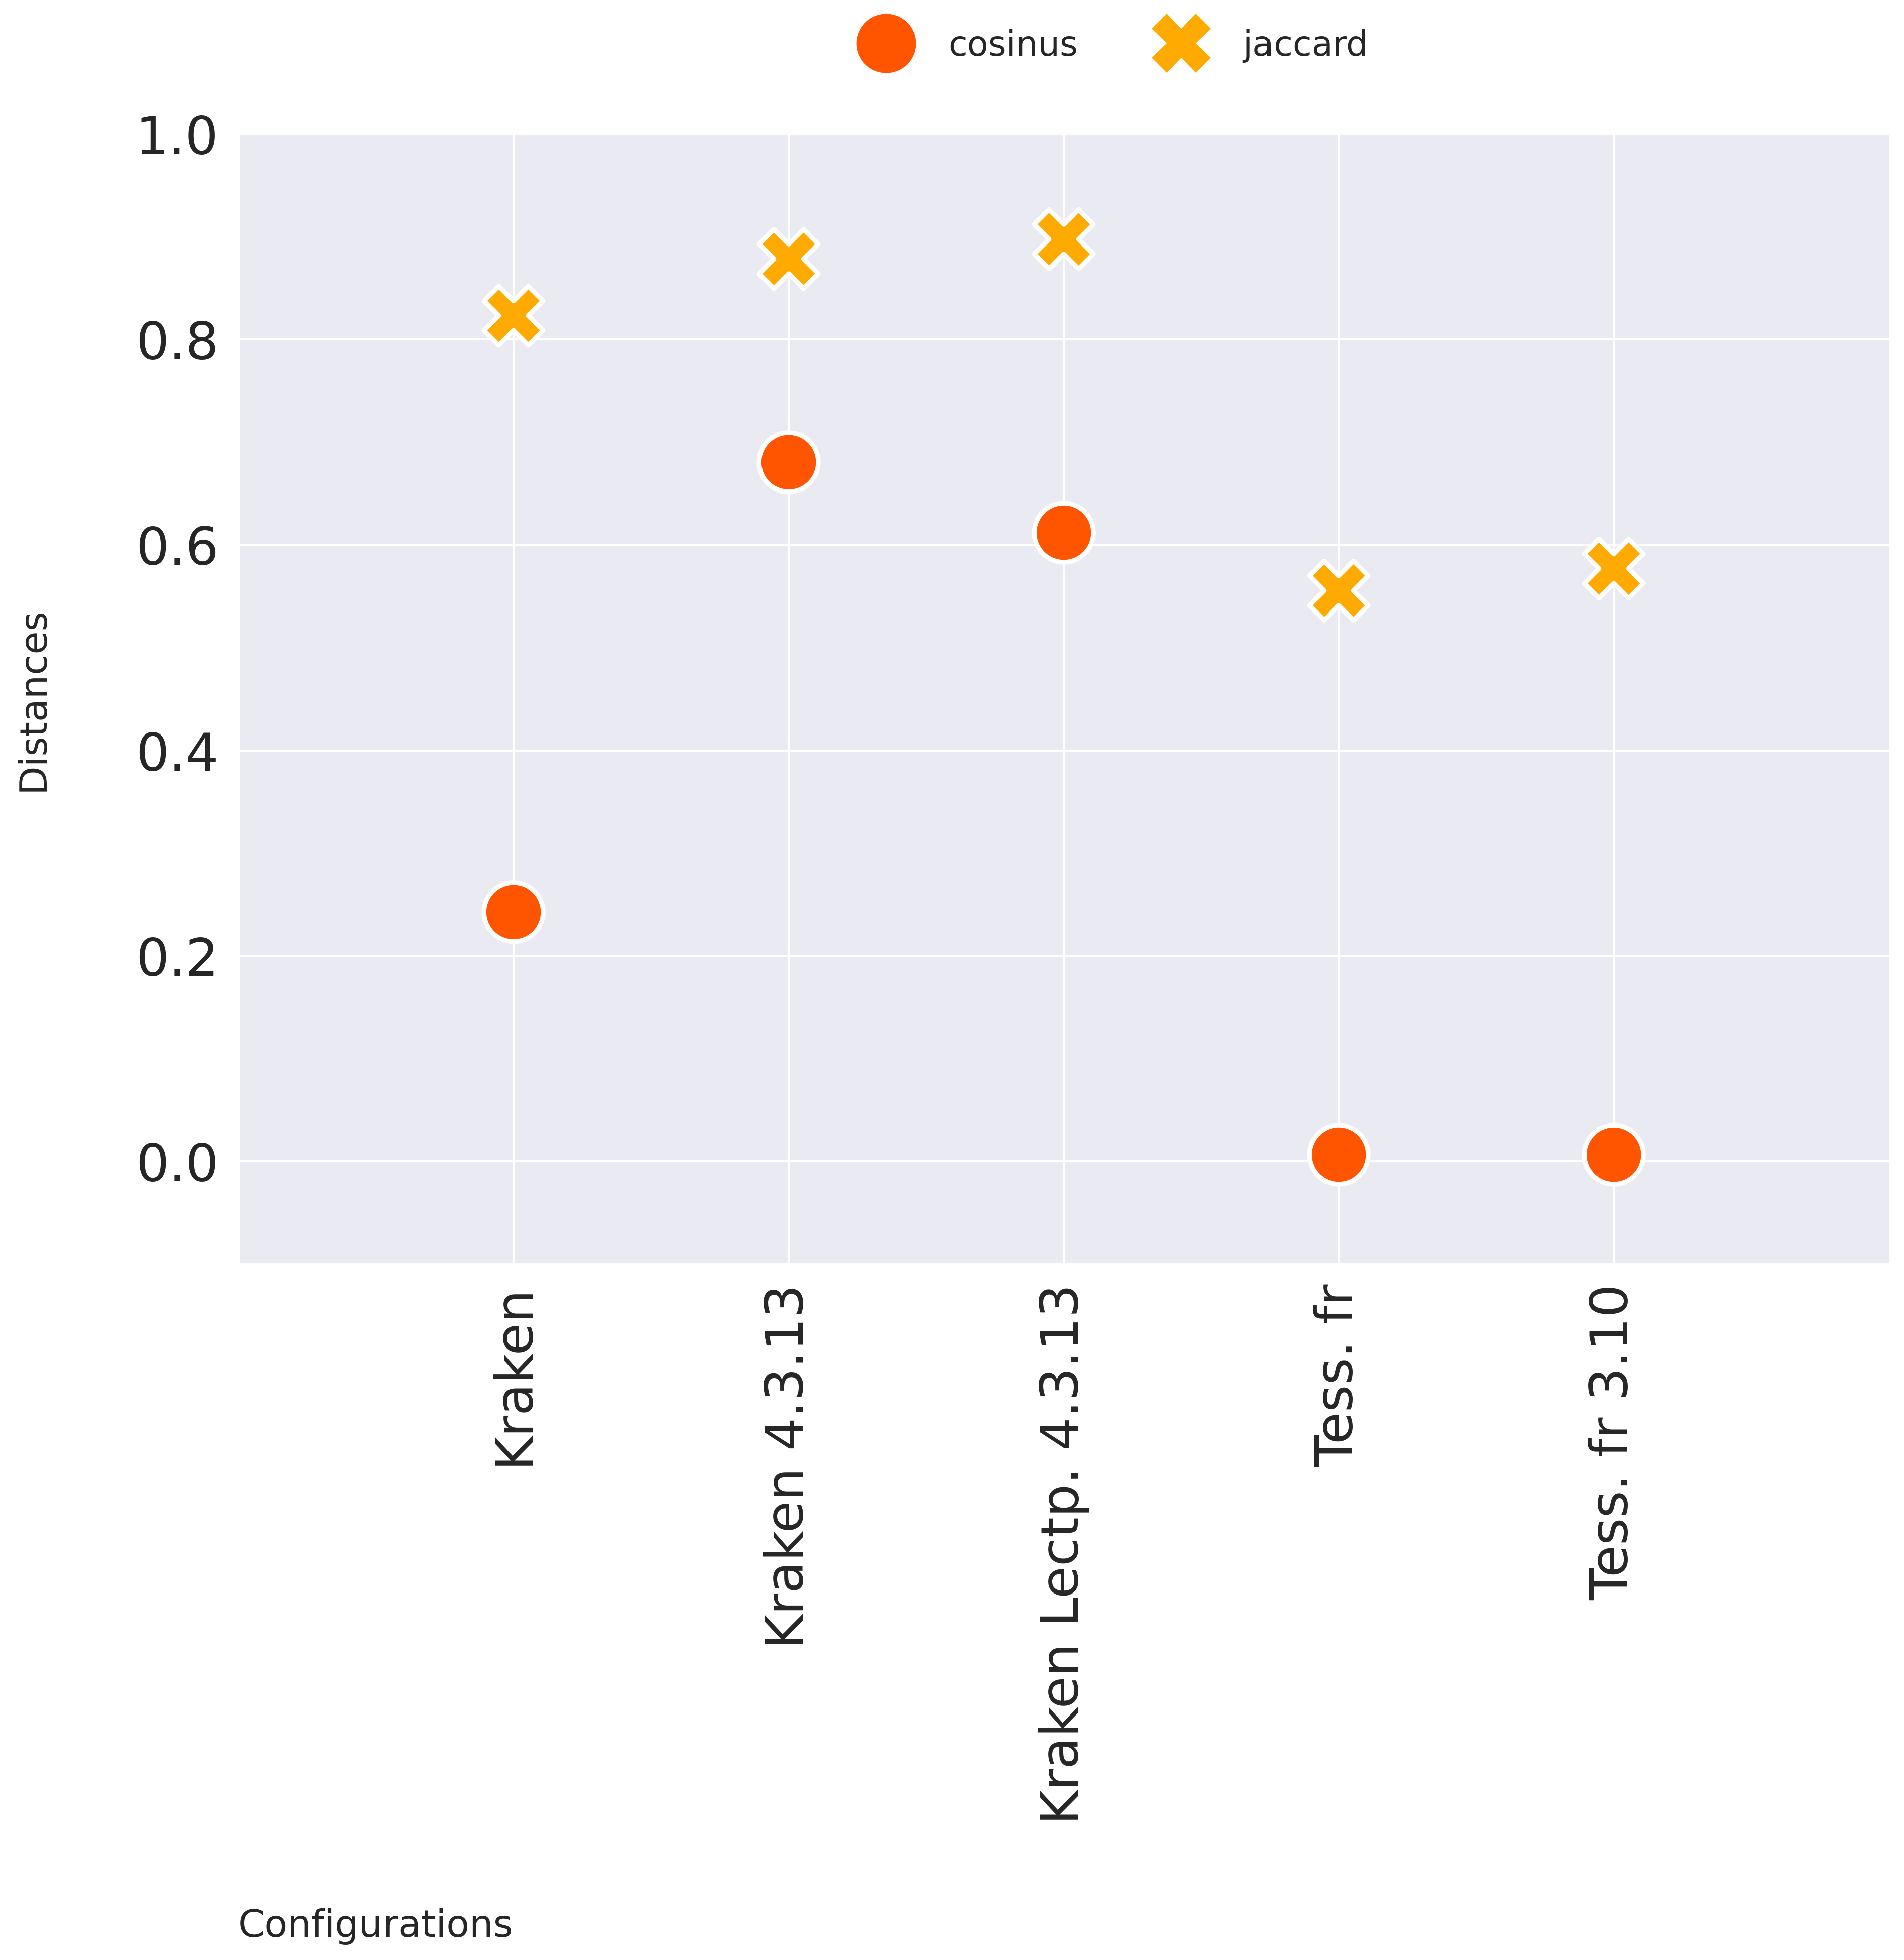 cosinus jaccard
1.0
0.8
0.6
0.4
0.2
0.0
Distances
Kraken
Kraken 4.3.13
Kraken Lectp. 4.3.13
Tess. fr
Tess. fr 3.10
Configurations